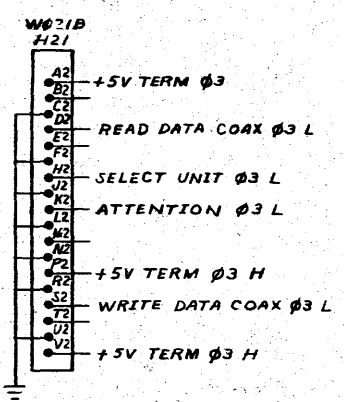 W021B
H21
A2 +5V TERM Ø3
B2
C2
D2 READ DATA COAX Ø3 L
E2
F2
H2 SELECT UNIT Ø3 L
J2
K2 ATTENTION Ø3 L
L2
M2
N2
P2 +5V TERM Ø3 H
R2
S2 WRITE DATA COAX Ø3 L
T2
U2
V2 +5V TERM Ø3 H